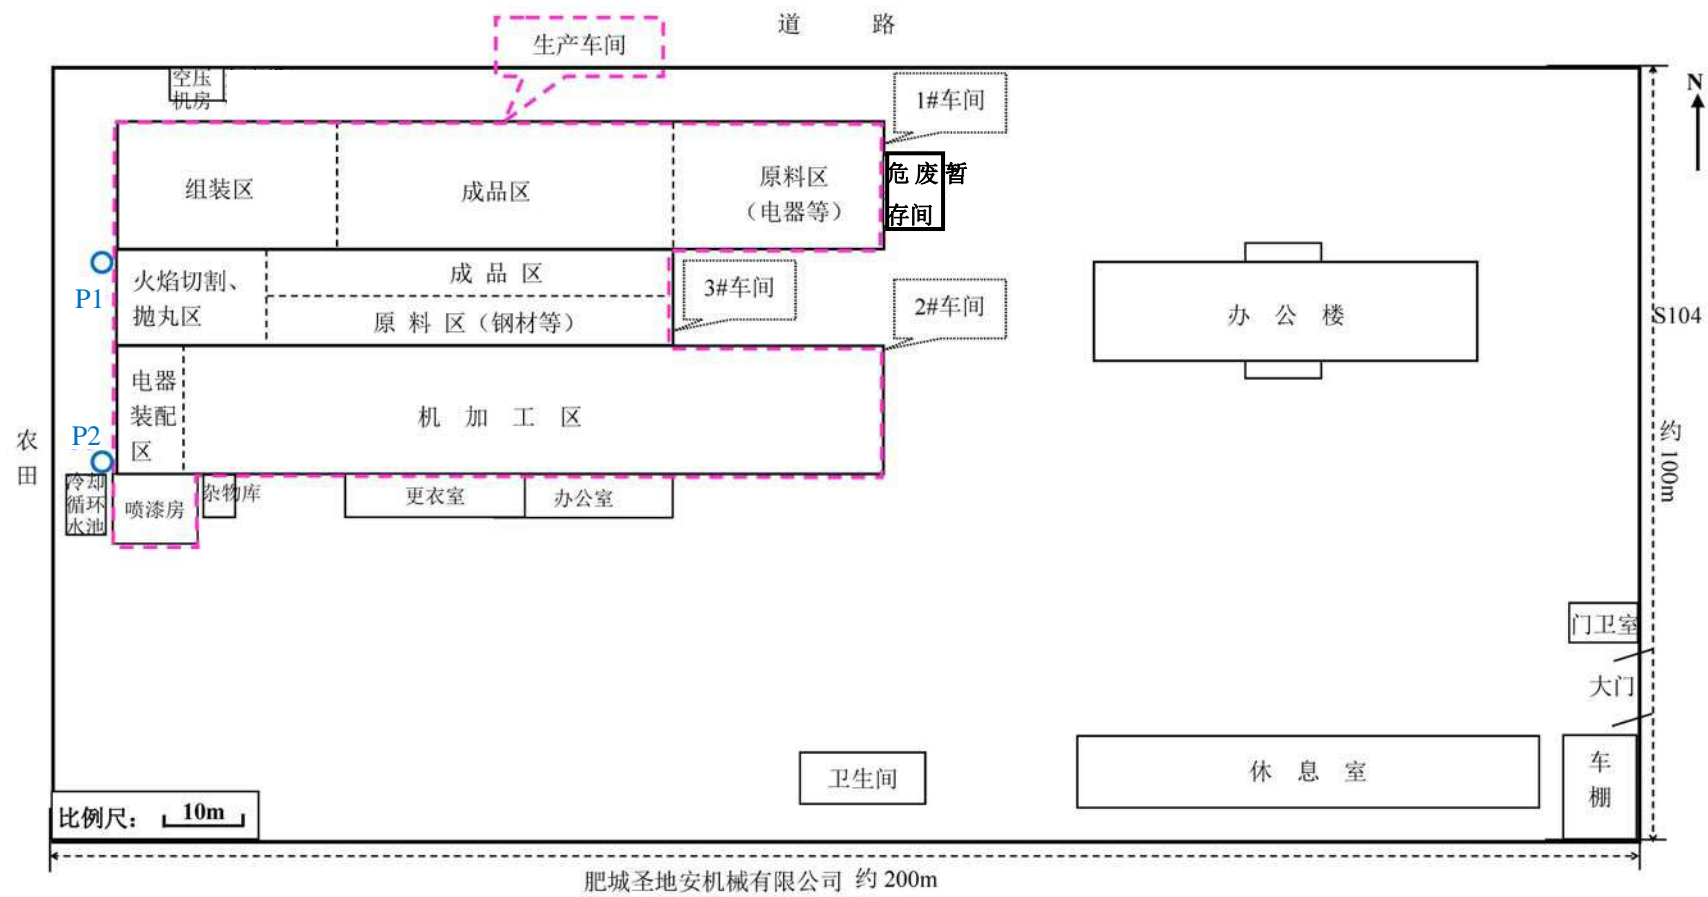 道 路
生产车间
空压
机房
1#车间
N
组装区
成品区
原料区
（电器等）
危废暂
存间
P1
火焰切割、
抛丸区
成 品 区
原 料 区（钢材等）
3#车间
2#车间
办 公 楼
S104
农
田
P2
电器
装配
区
机 加 工 区
约 100m
冷却
循环
水池
喷漆房
杂物库
更衣室
办公室
门卫室
大门
卫生间
休 息 室
车
棚
比例尺： 10m
肥城圣地安机械有限公司 约 200m